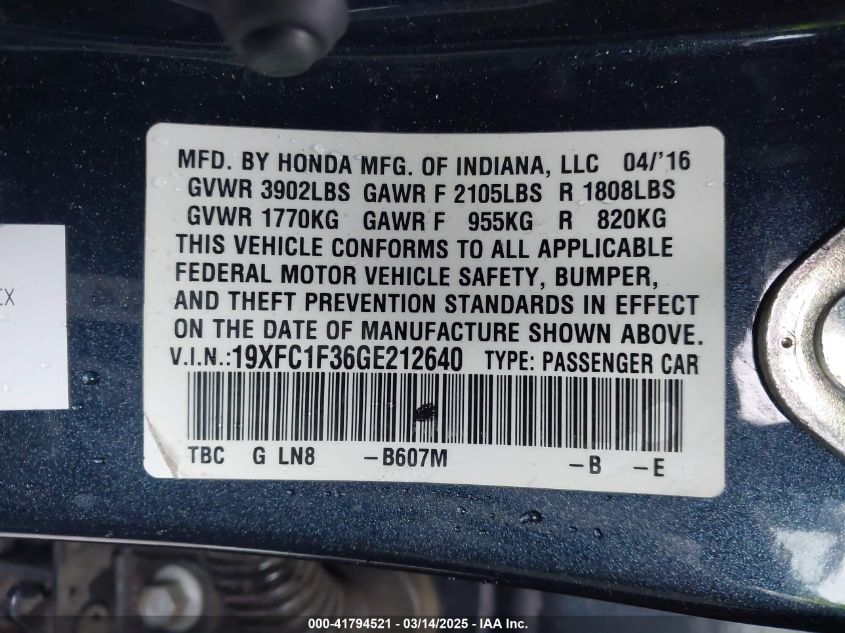 MFD. BY HONDA MFG. OF INDIANA, LLC 04/'16
GVWR 3902LBS GAWR F 2105LBS R 1808LBS
GVWR 1770KG GAWR F 955KG R 820KG
THIS VEHICLE CONFORMS TO ALL APPLICABLE
FEDERAL MOTOR VEHICLE SAFETY, BUMPER,
AND THEFT PREVENTION STANDARDS IN EFFECT
ON THE DATE OF MANUFACTURE SHOWN ABOVE.
V.I.N.:19XFC1F36GE212640 TYPE: PASSENGER CAR
TBC G LN8 -B607M -B -E
000-41794521 - 03/14/2025 - IAA Inc.